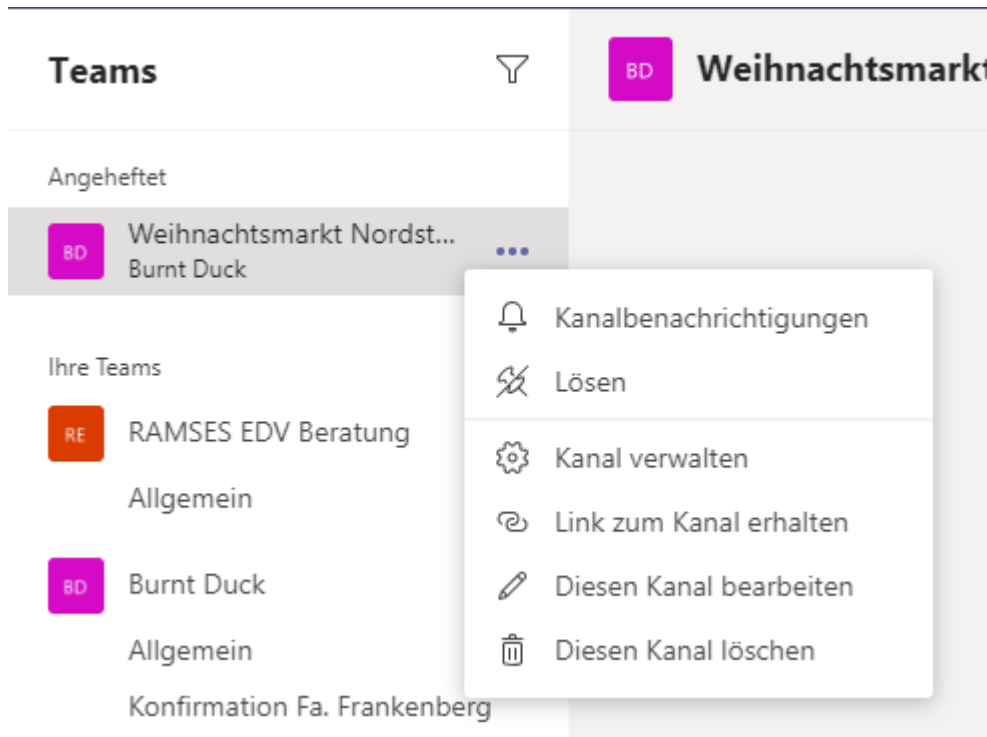 Teams
BD
Weihnachtsmarkt
Angeheftet
BD
Weihnachtsmarkt Nordst...
Burnt Duck
Kanalbenachrichtigungen
Lösen
Kanal verwalten
Link zum Kanal erhalten
Diesen Kanal bearbeiten
Diesen Kanal löschen
Ihre Teams
RE
RAMSES EDV Beratung
Allgemein
BD
Burnt Duck
Allgemein
Konfirmation Fa. Frankenberg